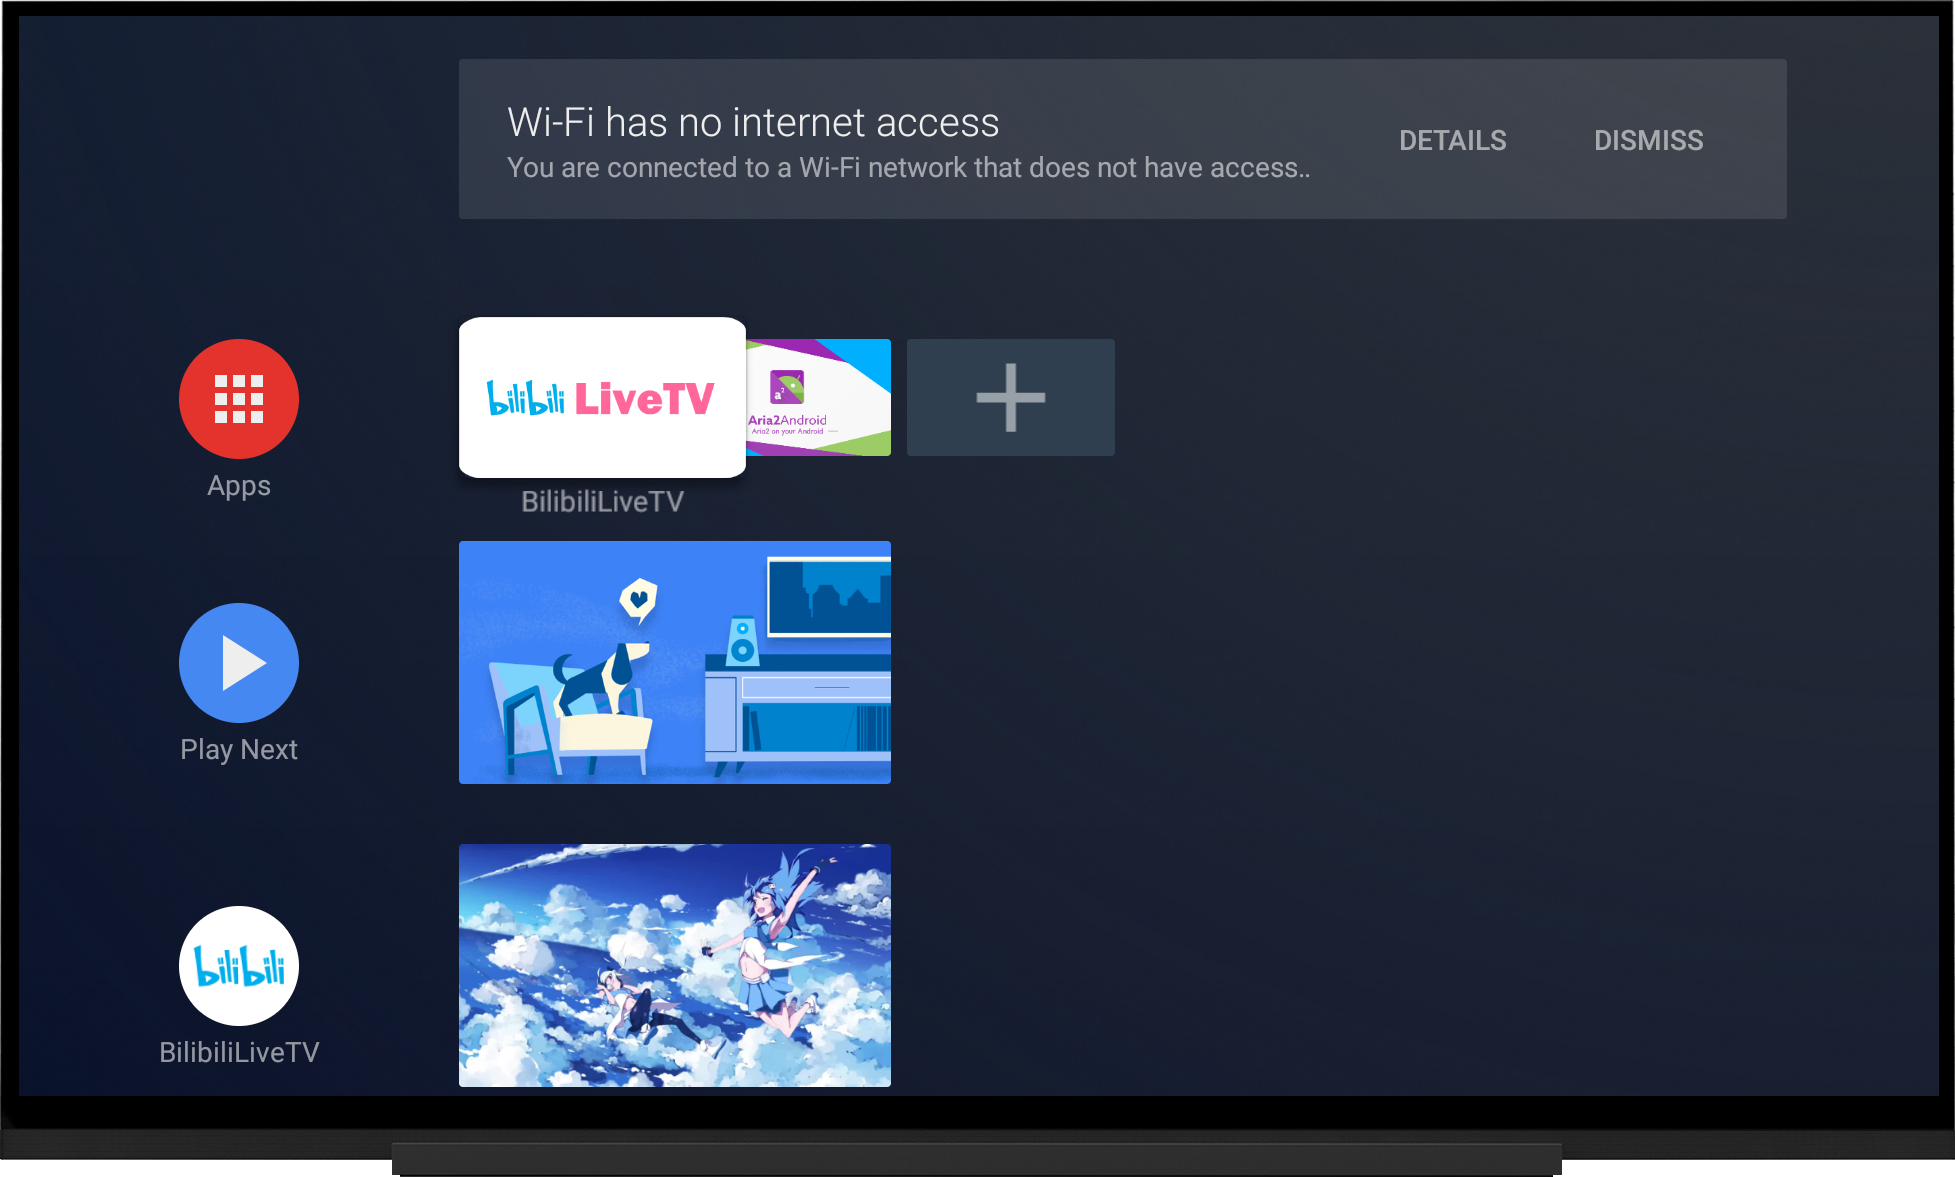 Wi-Fi has no internet access
You are connected to a Wi-Fi network that does not have access..
DETAILS
DISMISS
Apps
bilibili LiveTV
a²
Aria2Android
Aria2 on your Android
BilibiliLiveTV
Play Next
bilibili
BilibiliLiveTV